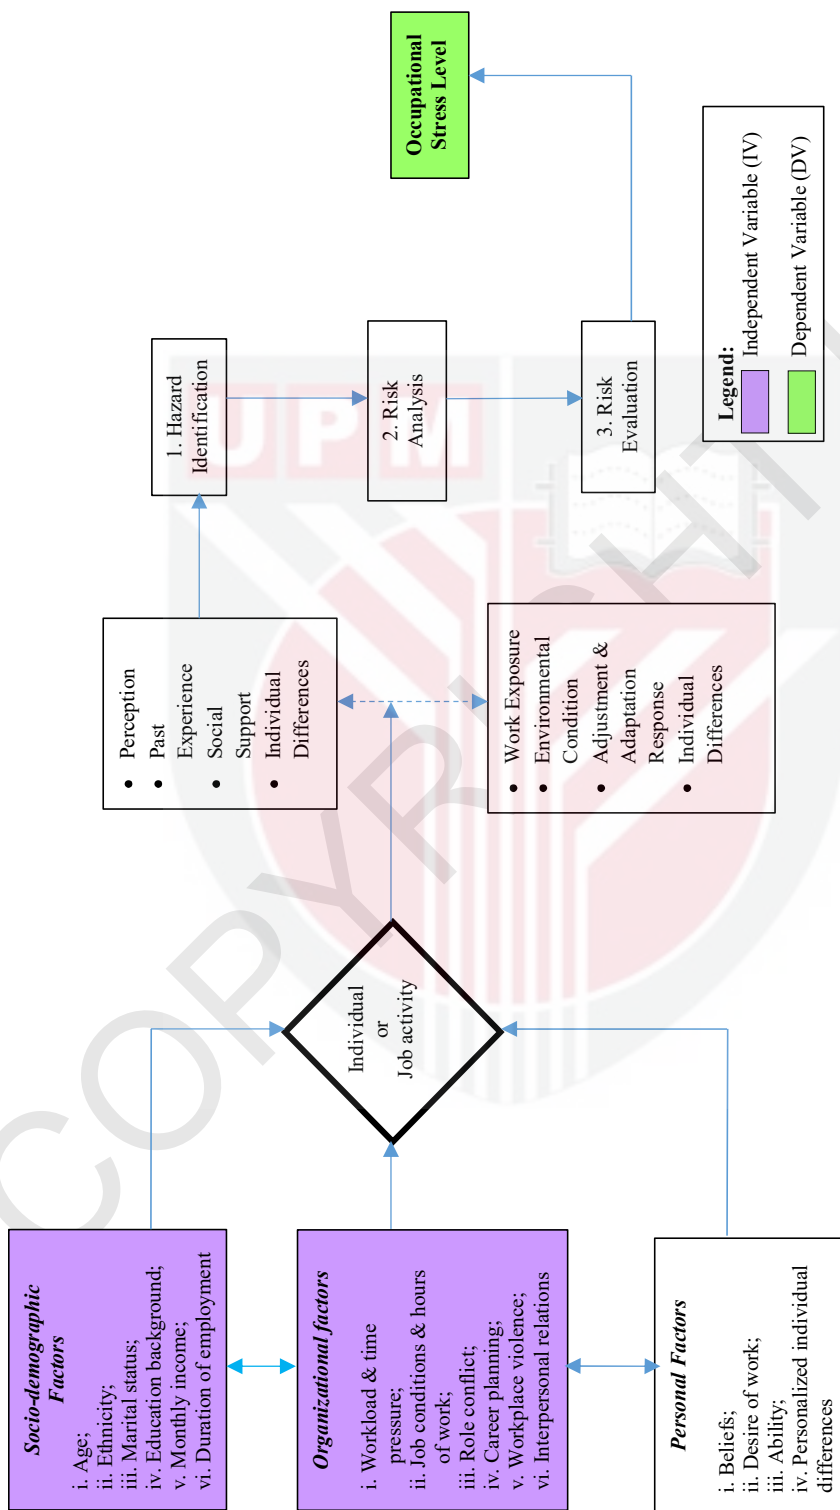 Socio-demographic
Factors
i. Age;
ii. Ethnicity;
iii. Marital status;
iv. Education background;
v. Monthly income;
vi. Duration of employment
Organizational factors
i. Workload & time
pressure;
ii. Job conditions & hours
of work;
iii. Role conflict;
iv. Career planning;
v. Workplace violence;
vi. Interpersonal relations
Personal Factors
i. Beliefs;
ii. Desire of work;
iii. Ability;
iv. Personalized individual
differences
Individual
or
Job activity
• Perception
• Past
Experience
• Social
Support
• Individual
Differences
• Work Exposure
• Environmental
Condition
• Adjustment &
Adaptation
Response
• Individual
Differences
1. Hazard
Identification
2. Risk
Analysis
3. Risk
Evaluation
Occupational
Stress Level
Legend:
Independent Variable (IV)
Dependent Variable (DV)
UPM
COPYRIGHT